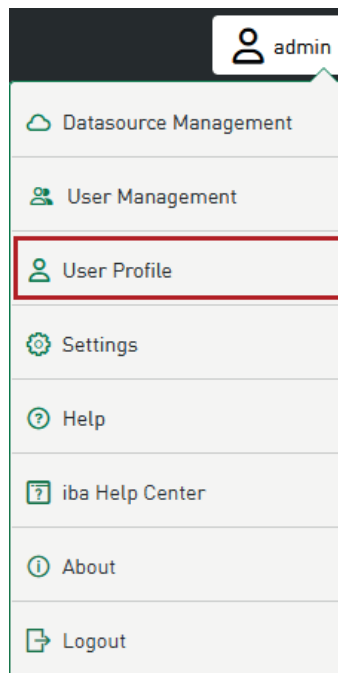 admin
Datasource Management
User Management
User Profile
Settings
Help
iba Help Center
About
Logout